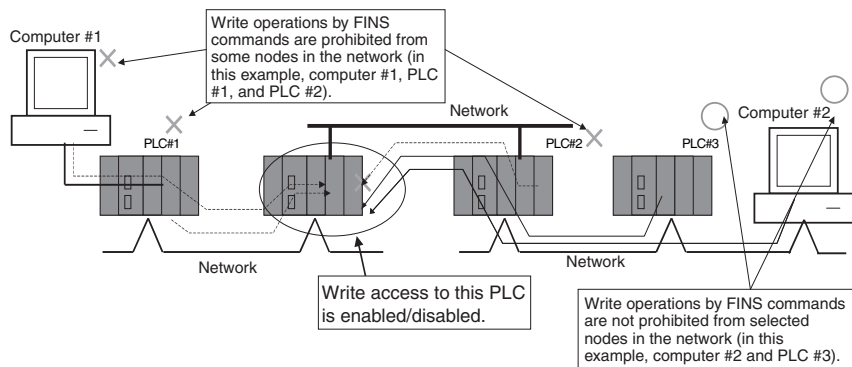 Computer #1
Write operations by FINS
commands are prohibited from
some nodes in the network (in
this example, computer #1, PLC
#1, and PLC #2).
Network
Computer #2
PLC#1
PLC#2
PLC#3
Network
Network
Write access to this PLC
is enabled/disabled.
Write operations by FINS commands
are not prohibited from selected
nodes in the network (in this
example, computer #2 and PLC #3).